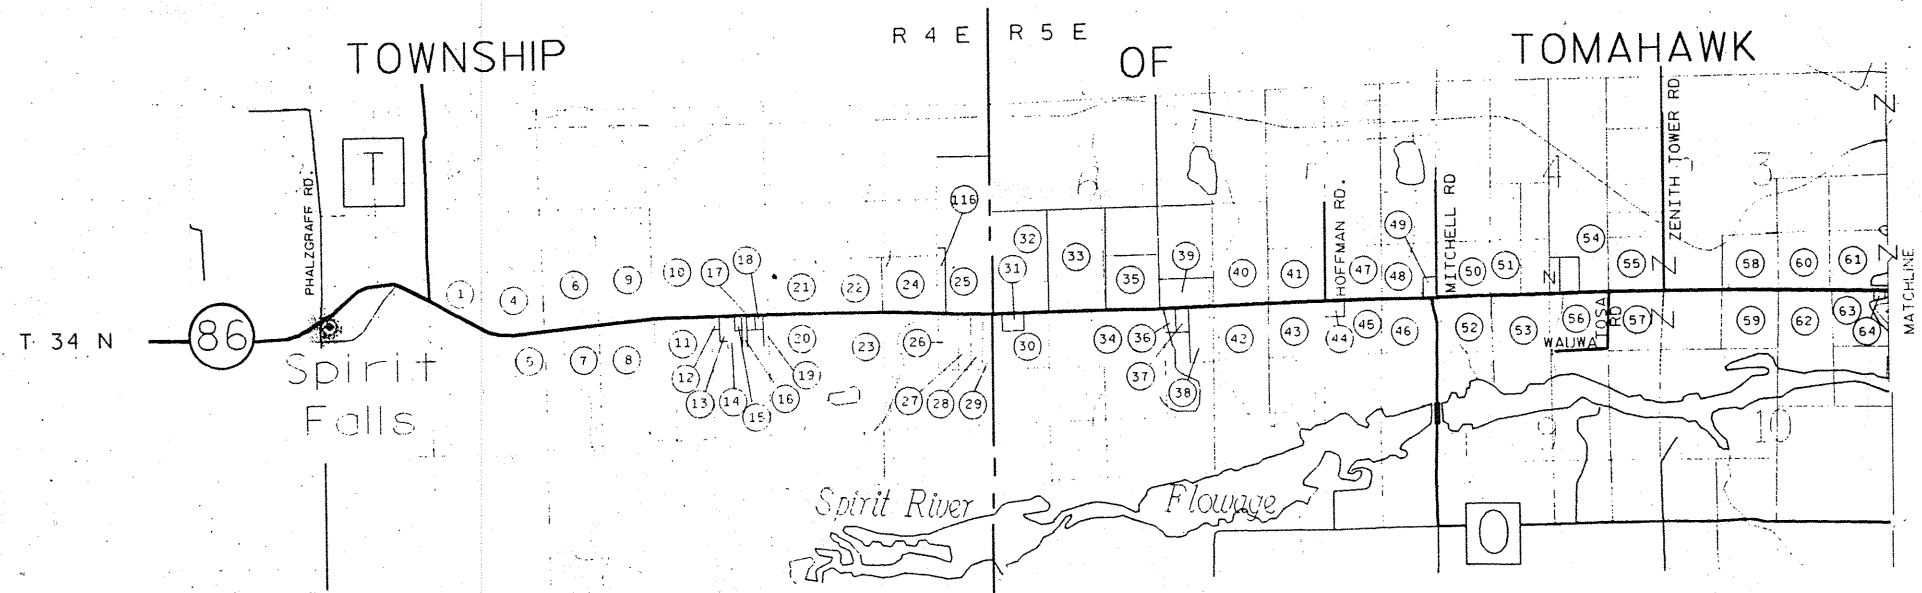 R 4 E R 5 E
TOWNSHIP OF TOMAHAWK
T
PHALZGRAFF RD.
HOFFMAN RD.
MITCHELL RD
ZENITH TOWER RD
4 3
Z
116
49 54
32 33 39
31 35 40 41 47 48 50 51 55 58 60 61
1 4 6 9 10 17 18 21 22 24 25
Z Z Z
T 34 N
86
Spirit
Falls
7 8 11 20 23 26 30 34 36 42 43 44 45 46 52 53 56 57 59 62 63 64
WAUWA TOSA RD
MATCHLINE
12 19 37
13 14 16 27 28 29 38
15
9 10
Spirit River Flowage
O